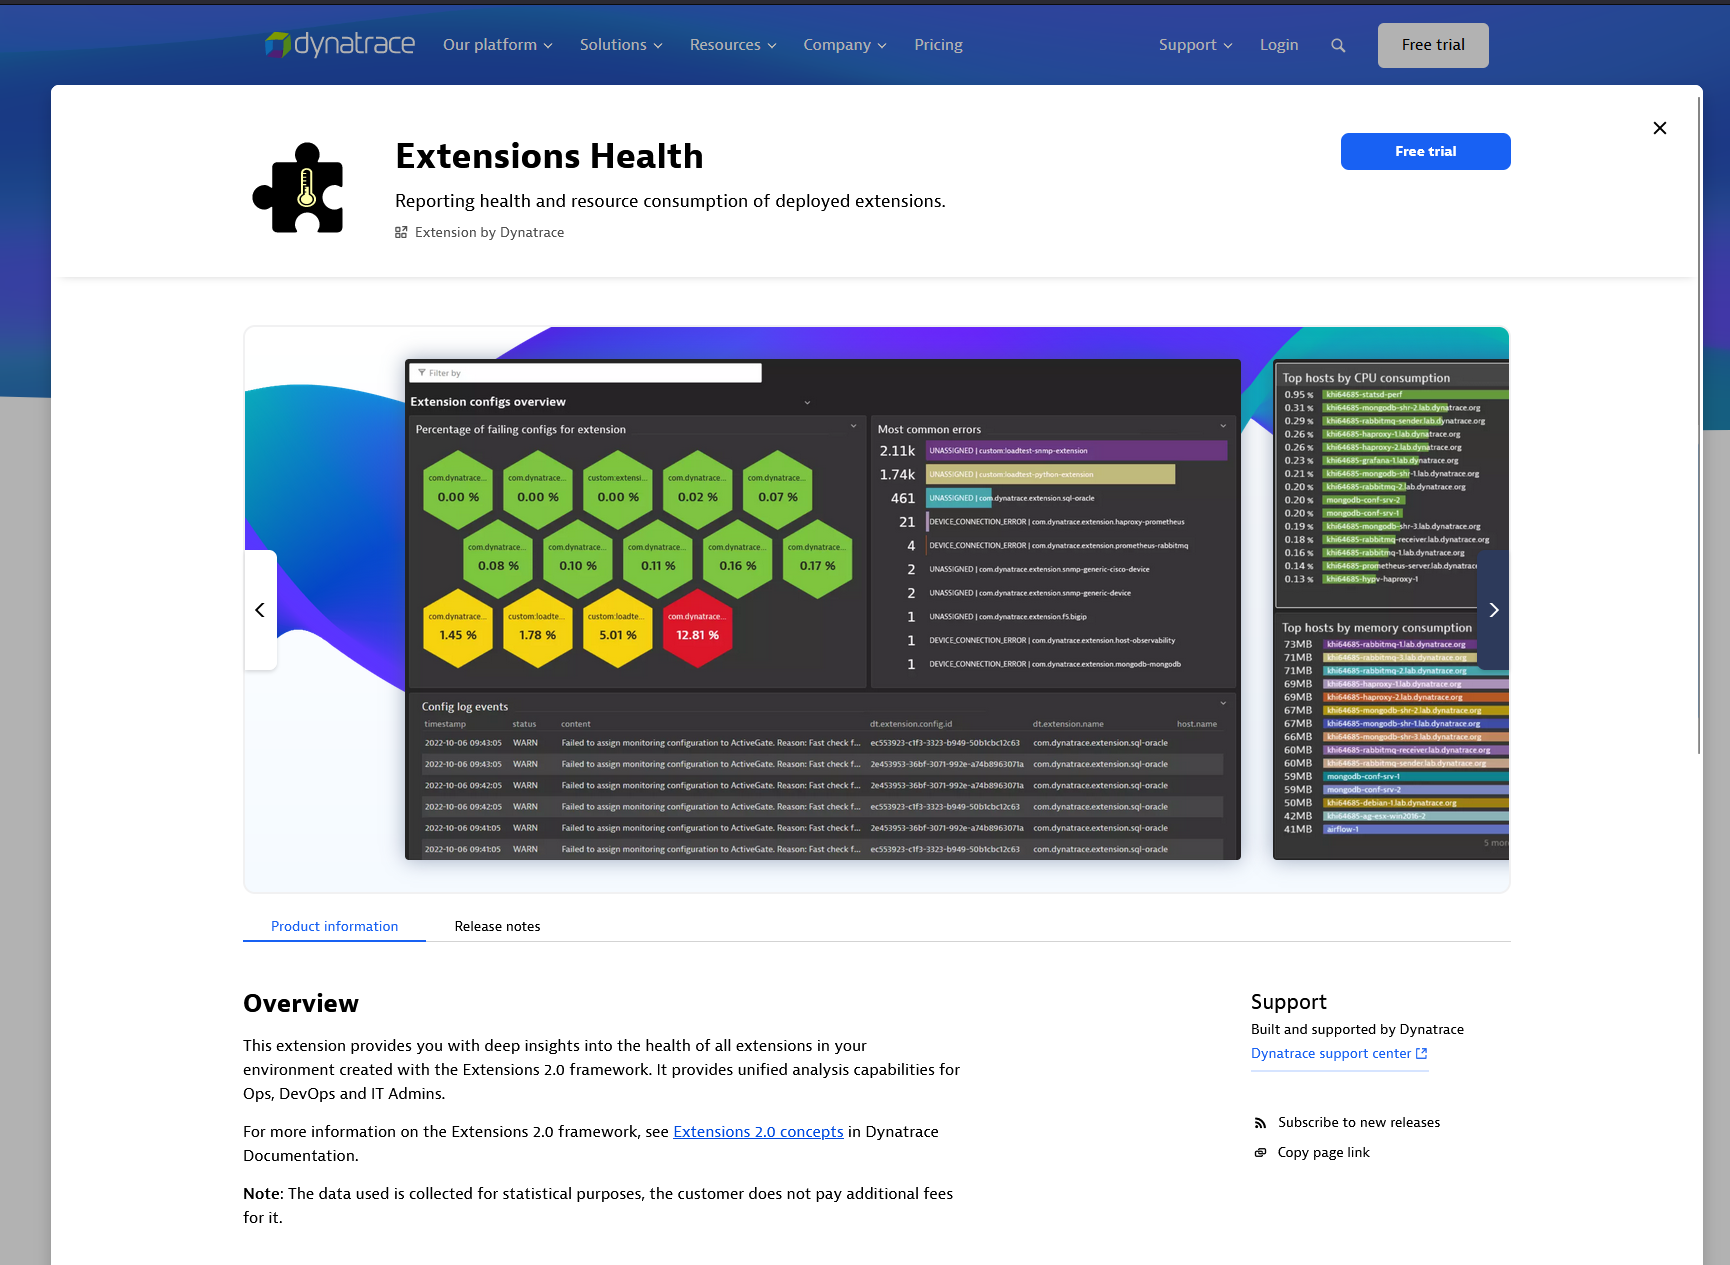 dynatrace
Our platform
Solutions
Resources
Company
Pricing
Support
Login
Free trial
Extensions Health
Reporting health and resource consumption of deployed extensions.
Extension by Dynatrace
Free trial
Filter by
Extension configs overview
Percentage of failing configs for extension
com.dynatrace... 0.00 %
com.dynatrace... 0.00 %
custom:extensi... 0.00 %
com.dynatrace... 0.02 %
com.dynatrace... 0.07 %
com.dynatrace... 0.08 %
com.dynatrace... 0.10 %
com.dynatrace... 0.11 %
com.dynatrace... 0.16 %
com.dynatrace... 0.17 %
com.dynatrace... 1.45 %
custom:loadte... 1.78 %
custom:loadte... 5.01 %
com.dynatrace... 12.81 %
Most common errors
2.11k UNASSIGNED | custom:loadtest-snmp-extension
1.74k UNASSIGNED | custom:loadtest-python-extension
461 UNASSIGNED | com.dynatrace.extension.sql-oracle
21 DEVICE_CONNECTION_ERROR | com.dynatrace.extension.haproxy-prometheus
4 DEVICE_CONNECTION_ERROR | com.dynatrace.extension.prometheus-rabbitmq
2 UNASSIGNED | com.dynatrace.extension.snmp-generic-cisco-device
2 UNASSIGNED | com.dynatrace.extension.snmp-generic-device
1 UNASSIGNED | com.dynatrace.extension.f5.bigip
1 DEVICE_CONNECTION_ERROR | com.dynatrace.extension.host-observability
1 DEVICE_CONNECTION_ERROR | com.dynatrace.extension.mongodb-mongodb
Config log events
timestamp status content dt.extension.config.id dt.extension.name host.name
2022-10-06 09:43:05 WARN Failed to assign monitoring configuration to ActiveGate. Reason: Fast check f... ec553923-c1f3-3323-b949-50b1cbc12c63 com.dynatrace.extension.sql-oracle
2022-10-06 09:43:05 WARN Failed to assign monitoring configuration to ActiveGate. Reason: Fast check f... 2e453953-36bf-3071-992e-a74b8963071a com.dynatrace.extension.sql-oracle
2022-10-06 09:42:05 WARN Failed to assign monitoring configuration to ActiveGate. Reason: Fast check f... 2e453953-36bf-3071-992e-a74b8963071a com.dynatrace.extension.sql-oracle
2022-10-06 09:42:05 WARN Failed to assign monitoring configuration to ActiveGate. Reason: Fast check f... ec553923-c1f3-3323-b949-50b1cbc12c63 com.dynatrace.extension.sql-oracle
2022-10-06 09:41:05 WARN Failed to assign monitoring configuration to ActiveGate. Reason: Fast check f... 2e453953-36bf-3071-992e-a74b8963071a com.dynatrace.extension.sql-oracle
2022-10-06 09:41:05 WARN Failed to assign monitoring configuration to ActiveGate. Reason: Fast check f... ec553923-c1f3-3323-b949-50b1cbc12c63 com.dynatrace.extension.sql-oracle
Top hosts by CPU consumption
0.95 % khi64685-statsd-perf
0.31 % khi64685-mongodb-shr-2.lab.dynatrace.org
0.29 % khi64685-rabbitmq-sender.lab.dynatrace.org
0.26 % khi64685-haproxy-1.lab.dynatrace.org
0.26 % khi64685-haproxy-2.lab.dynatrace.org
0.23 % khi64685-grafana-1.lab.dynatrace.org
0.21 % khi64685-mongodb-shr-1.lab.dynatrace.org
0.20 % khi64685-rabbitmq-2.lab.dynatrace.org
0.20 % mongodb-conf-srv-2
0.20 % mongodb-conf-srv-1
0.19 % khi64685-mongodb-shr-3.lab.dynatrace.org
0.18 % khi64685-rabbitmq-receiver.lab.dynatrace.org
0.16 % khi64685-rabbitmq-1.lab.dynatrace.org
0.14 % khi64685-prometheus-server.lab.dynatrace
0.13 % khi64685-hypv-haproxy-1
Top hosts by memory consumption
73MB khi64685-rabbitmq-1.lab.dynatrace.org
71MB khi64685-rabbitmq-3.lab.dynatrace.org
71MB khi64685-rabbitmq-2.lab.dynatrace.org
69MB khi64685-haproxy-1.lab.dynatrace.org
69MB khi64685-haproxy-2.lab.dynatrace.org
67MB khi64685-mongodb-shr-2.lab.dynatrace.org
67MB khi64685-mongodb-shr-1.lab.dynatrace.org
66MB khi64685-mongodb-shr-3.lab.dynatrace.org
60MB khi64685-rabbitmq-receiver.lab.dynatrace.org
60MB khi64685-rabbitmq-sender.lab.dynatrace.org
59MB mongodb-conf-srv-1
59MB mongodb-conf-srv-2
50MB khi64685-debian-1.lab.dynatrace.org
42MB khi64685-ag-esx-win2016-2
41MB airflow-1
5 mor
Product information
Release notes
Overview
This extension provides you with deep insights into the health of all extensions in your
environment created with the Extensions 2.0 framework. It provides unified analysis capabilities for
Ops, DevOps and IT Admins.
For more information on the Extensions 2.0 framework, see Extensions 2.0 concepts in Dynatrace
Documentation.
Note: The data used is collected for statistical purposes, the customer does not pay additional fees
for it.
Support
Built and supported by Dynatrace
Dynatrace support center
Subscribe to new releases
Copy page link